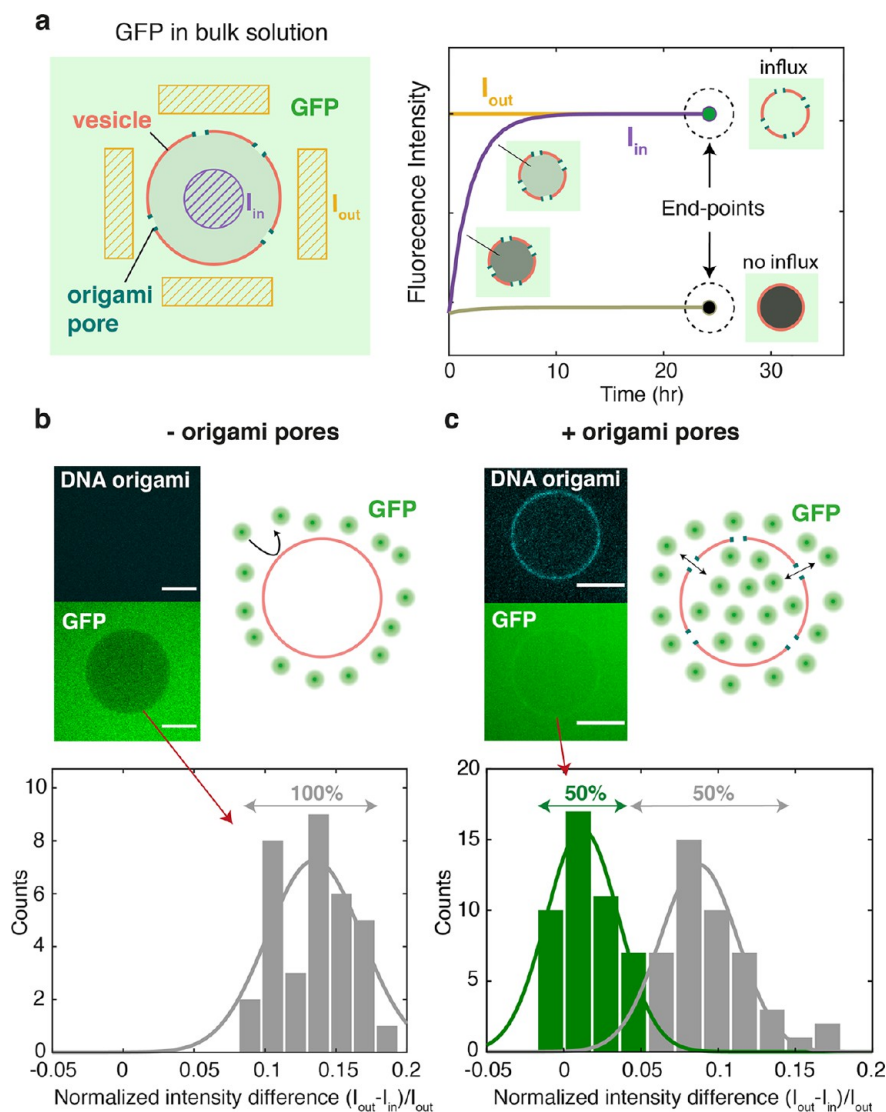 a
GFP in bulk solution
GFP
vesicle
I_in
I_out
origami
pore
Fluorecence Intensity
I_out
I_in
influx
End-points
no influx
0
10
20
30
Time (hr)
b
- origami pores
DNA origami
GFP
GFP
10
8
6
4
2
0
Counts
100%
-0.05
0
0.05
0.1
0.15
0.2
Normalized intensity difference (I_out-I_in)/I_out
c
+ origami pores
DNA origami
GFP
GFP
20
15
10
5
0
Counts
50%
50%
-0.05
0
0.05
0.1
0.15
0.2
Normalized intensity difference (I_out-I_in)/I_out